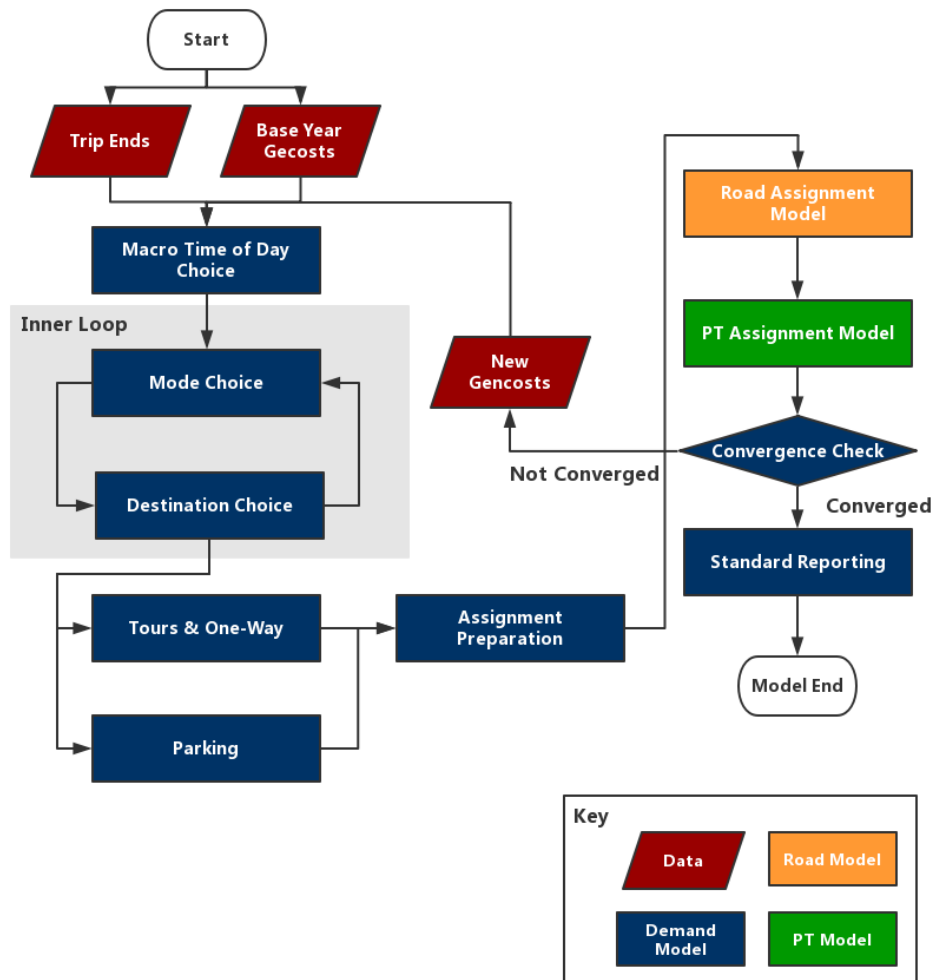 Start
Trip Ends
Base Year
Gecosts
Macro Time of Day
Choice
Inner Loop
Mode Choice
Destination Choice
Tours & One-Way
Parking
Assignment
Preparation
New
Gencosts
Not Converged
Road Assignment
Model
PT Assignment Model
Convergence Check
Converged
Standard Reporting
Model End
Key
Data
Road Model
Demand
Model
PT Model